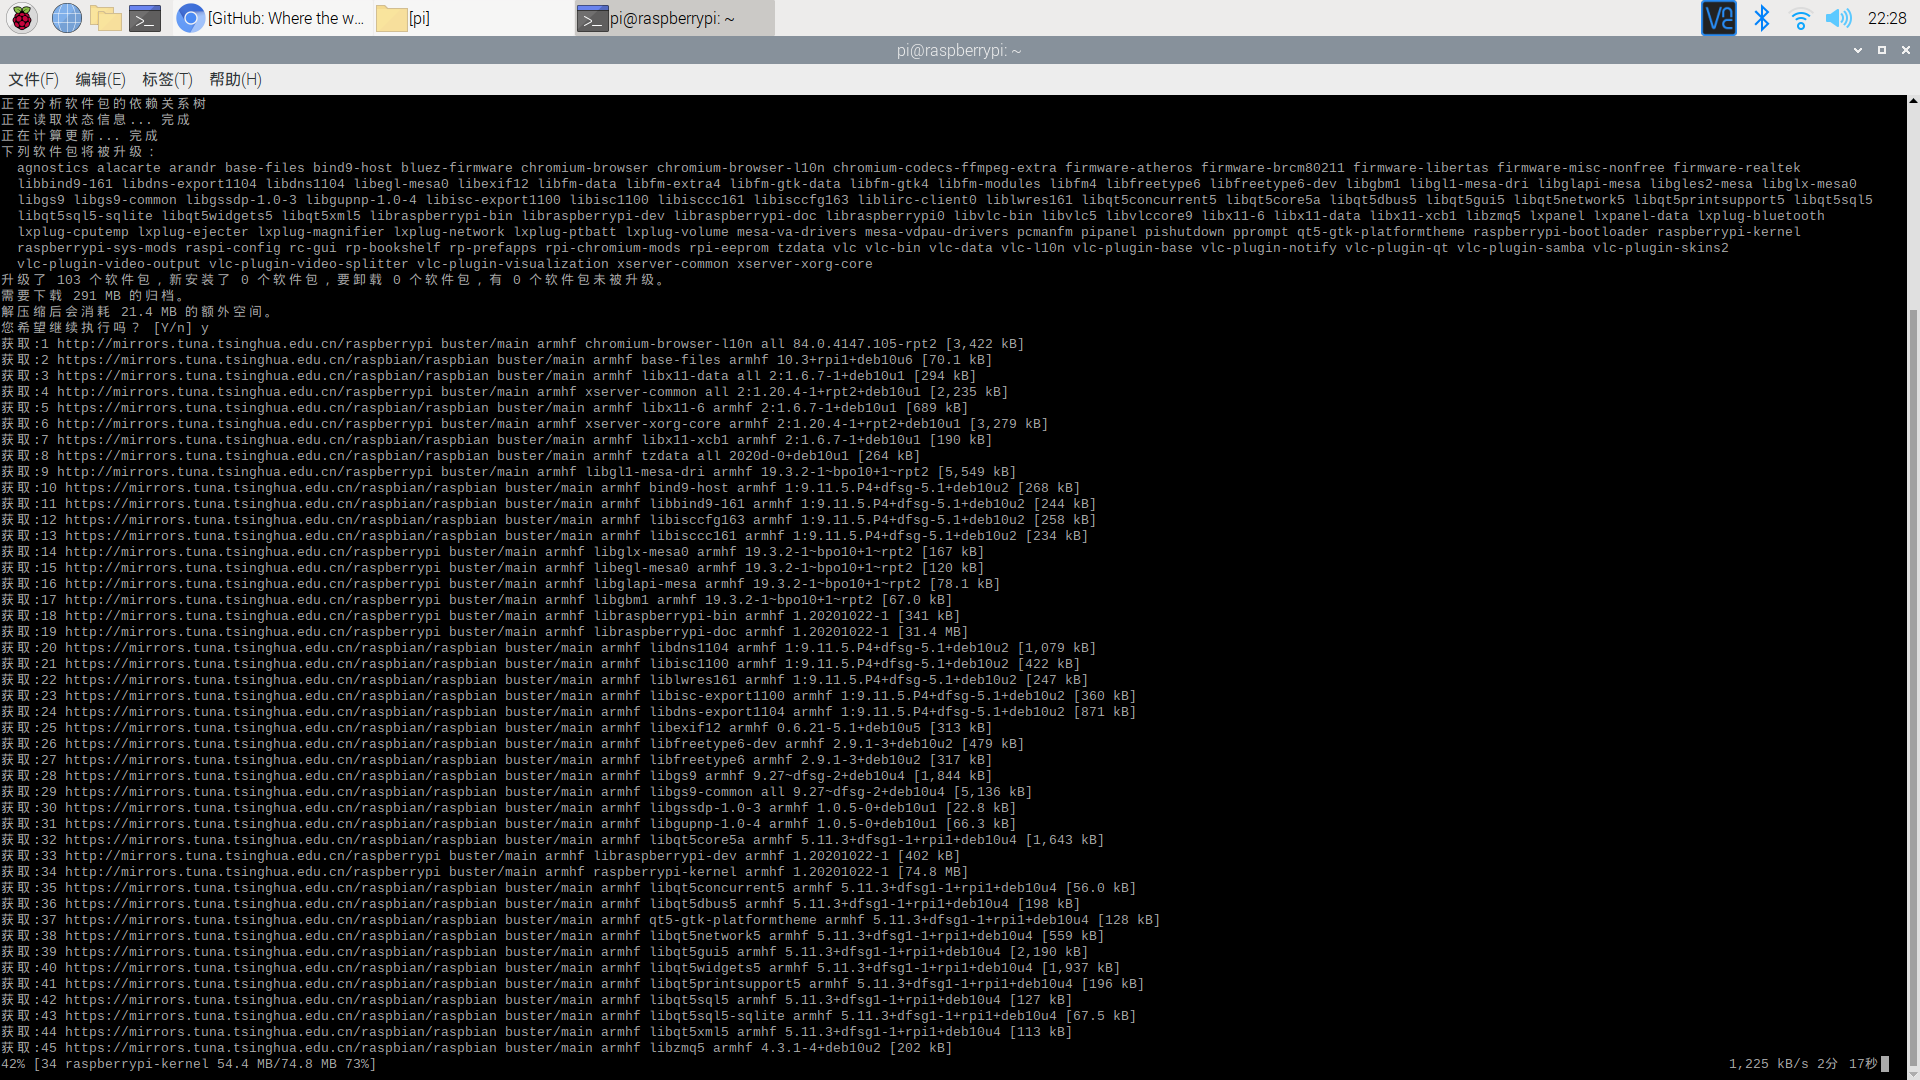 [GitHub: Where the w...
[pi]
pi@raspberrypi: ~
22:28
pi@raspberrypi: ~
文件(F) 编辑(E) 标签(T) 帮助(H)
正在分析软件包的依赖关系树
正在读取状态信息... 完成
正在计算更新... 完成
下列软件包将被升级：
agnostics alacarte arandr base-files bind9-host bluez-firmware chromium-browser chromium-browser-l10n chromium-codecs-ffmpeg-extra firmware-atheros firmware-brcm80211 firmware-libertas firmware-misc-nonfree firmware-realtek
libbind9-161 libdns-export1104 libdns1104 libegl-mesa0 libexif12 libfm-data libfm-extra4 libfm-gtk-data libfm-gtk4 libfm-modules libfm4 libfreetype6 libfreetype6-dev libgbm1 libgl1-mesa-dri libglapi-mesa libgles2-mesa libglx-mesa0
libgs9 libgs9-common libgssdp-1.0-3 libgupnp-1.0-4 libisc-export1100 libisc1100 libisccc161 libisccfg163 liblirc-client0 liblwres161 libqt5concurrent5 libqt5core5a libqt5dbus5 libqt5gui5 libqt5network5 libqt5printsupport5 libqt5sql5
libqt5sql5-sqlite libqt5widgets5 libqt5xml5 libraspberrypi-bin libraspberrypi-dev libraspberrypi-doc libraspberrypi0 libvlc-bin libvlc5 libvlccore9 libx11-6 libx11-data libx11-xcb1 libzmq5 lxpanel lxpanel-data lxplug-bluetooth
lxplug-cputemp lxplug-ejecter lxplug-magnifier lxplug-network lxplug-ptbatt lxplug-volume mesa-va-drivers mesa-vdpau-drivers pcmanfm pipanel pishutdown pprompt qt5-gtk-platformtheme raspberrypi-bootloader raspberrypi-kernel
raspberrypi-sys-mods raspi-config rc-gui rp-bookshelf rp-prefapps rpi-chromium-mods rpi-eeprom tzdata vlc vlc-bin vlc-data vlc-l10n vlc-plugin-base vlc-plugin-notify vlc-plugin-qt vlc-plugin-samba vlc-plugin-skins2
vlc-plugin-video-output vlc-plugin-video-splitter vlc-plugin-visualization xserver-common xserver-xorg-core
升级了 103 个软件包，新安装了 0 个软件包，要卸载 0 个软件包，有 0 个软件包未被升级。
需要下载 291 MB 的归档。
解压缩后会消耗 21.4 MB 的额外空间。
您希望继续执行吗？ [Y/n] y
获取:1 http://mirrors.tuna.tsinghua.edu.cn/raspberrypi buster/main armhf chromium-browser-l10n all 84.0.4147.105-rpt2 [3,422 kB]
获取:2 https://mirrors.tuna.tsinghua.edu.cn/raspbian/raspbian buster/main armhf base-files armhf 10.3+rpi1+deb10u6 [70.1 kB]
获取:3 https://mirrors.tuna.tsinghua.edu.cn/raspbian/raspbian buster/main armhf libx11-data all 2:1.6.7-1+deb10u1 [294 kB]
获取:4 http://mirrors.tuna.tsinghua.edu.cn/raspberrypi buster/main armhf xserver-common all 2:1.20.4-1+rpt2+deb10u1 [2,235 kB]
获取:5 https://mirrors.tuna.tsinghua.edu.cn/raspbian/raspbian buster/main armhf libx11-6 armhf 2:1.6.7-1+deb10u1 [689 kB]
获取:6 http://mirrors.tuna.tsinghua.edu.cn/raspberrypi buster/main armhf xserver-xorg-core armhf 2:1.20.4-1+rpt2+deb10u1 [3,279 kB]
获取:7 https://mirrors.tuna.tsinghua.edu.cn/raspbian/raspbian buster/main armhf libx11-xcb1 armhf 2:1.6.7-1+deb10u1 [190 kB]
获取:8 https://mirrors.tuna.tsinghua.edu.cn/raspbian/raspbian buster/main armhf tzdata all 2020d-0+deb10u1 [264 kB]
获取:9 http://mirrors.tuna.tsinghua.edu.cn/raspberrypi buster/main armhf libgl1-mesa-dri armhf 19.3.2-1~bpo10+1~rpt2 [5,549 kB]
获取:10 https://mirrors.tuna.tsinghua.edu.cn/raspbian/raspbian buster/main armhf bind9-host armhf 1:9.11.5.P4+dfsg-5.1+deb10u2 [268 kB]
获取:11 https://mirrors.tuna.tsinghua.edu.cn/raspbian/raspbian buster/main armhf libbind9-161 armhf 1:9.11.5.P4+dfsg-5.1+deb10u2 [244 kB]
获取:12 https://mirrors.tuna.tsinghua.edu.cn/raspbian/raspbian buster/main armhf libisccfg163 armhf 1:9.11.5.P4+dfsg-5.1+deb10u2 [258 kB]
获取:13 https://mirrors.tuna.tsinghua.edu.cn/raspbian/raspbian buster/main armhf libisccc161 armhf 1:9.11.5.P4+dfsg-5.1+deb10u2 [234 kB]
获取:14 http://mirrors.tuna.tsinghua.edu.cn/raspberrypi buster/main armhf libglx-mesa0 armhf 19.3.2-1~bpo10+1~rpt2 [167 kB]
获取:15 http://mirrors.tuna.tsinghua.edu.cn/raspberrypi buster/main armhf libegl-mesa0 armhf 19.3.2-1~bpo10+1~rpt2 [120 kB]
获取:16 http://mirrors.tuna.tsinghua.edu.cn/raspberrypi buster/main armhf libglapi-mesa armhf 19.3.2-1~bpo10+1~rpt2 [78.1 kB]
获取:17 http://mirrors.tuna.tsinghua.edu.cn/raspberrypi buster/main armhf libgbm1 armhf 19.3.2-1~bpo10+1~rpt2 [67.0 kB]
获取:18 http://mirrors.tuna.tsinghua.edu.cn/raspberrypi buster/main armhf libraspberrypi-bin armhf 1.20201022-1 [341 kB]
获取:19 http://mirrors.tuna.tsinghua.edu.cn/raspberrypi buster/main armhf libraspberrypi-doc armhf 1.20201022-1 [31.4 MB]
获取:20 https://mirrors.tuna.tsinghua.edu.cn/raspbian/raspbian buster/main armhf libdns1104 armhf 1:9.11.5.P4+dfsg-5.1+deb10u2 [1,079 kB]
获取:21 https://mirrors.tuna.tsinghua.edu.cn/raspbian/raspbian buster/main armhf libisc1100 armhf 1:9.11.5.P4+dfsg-5.1+deb10u2 [422 kB]
获取:22 https://mirrors.tuna.tsinghua.edu.cn/raspbian/raspbian buster/main armhf liblwres161 armhf 1:9.11.5.P4+dfsg-5.1+deb10u2 [247 kB]
获取:23 https://mirrors.tuna.tsinghua.edu.cn/raspbian/raspbian buster/main armhf libisc-export1100 armhf 1:9.11.5.P4+dfsg-5.1+deb10u2 [360 kB]
获取:24 https://mirrors.tuna.tsinghua.edu.cn/raspbian/raspbian buster/main armhf libdns-export1104 armhf 1:9.11.5.P4+dfsg-5.1+deb10u2 [871 kB]
获取:25 https://mirrors.tuna.tsinghua.edu.cn/raspbian/raspbian buster/main armhf libexif12 armhf 0.6.21-5.1+deb10u5 [313 kB]
获取:26 https://mirrors.tuna.tsinghua.edu.cn/raspbian/raspbian buster/main armhf libfreetype6-dev armhf 2.9.1-3+deb10u2 [479 kB]
获取:27 https://mirrors.tuna.tsinghua.edu.cn/raspbian/raspbian buster/main armhf libfreetype6 armhf 2.9.1-3+deb10u2 [317 kB]
获取:28 https://mirrors.tuna.tsinghua.edu.cn/raspbian/raspbian buster/main armhf libgs9 armhf 9.27~dfsg-2+deb10u4 [1,844 kB]
获取:29 https://mirrors.tuna.tsinghua.edu.cn/raspbian/raspbian buster/main armhf libgs9-common all 9.27~dfsg-2+deb10u4 [5,136 kB]
获取:30 https://mirrors.tuna.tsinghua.edu.cn/raspbian/raspbian buster/main armhf libgssdp-1.0-3 armhf 1.0.5-0+deb10u1 [22.8 kB]
获取:31 https://mirrors.tuna.tsinghua.edu.cn/raspbian/raspbian buster/main armhf libgupnp-1.0-4 armhf 1.0.5-0+deb10u1 [66.3 kB]
获取:32 https://mirrors.tuna.tsinghua.edu.cn/raspbian/raspbian buster/main armhf libqt5core5a armhf 5.11.3+dfsg1-1+rpi1+deb10u4 [1,643 kB]
获取:33 http://mirrors.tuna.tsinghua.edu.cn/raspberrypi buster/main armhf libraspberrypi-dev armhf 1.20201022-1 [402 kB]
获取:34 http://mirrors.tuna.tsinghua.edu.cn/raspberrypi buster/main armhf raspberrypi-kernel armhf 1.20201022-1 [74.8 MB]
获取:35 https://mirrors.tuna.tsinghua.edu.cn/raspbian/raspbian buster/main armhf libqt5concurrent5 armhf 5.11.3+dfsg1-1+rpi1+deb10u4 [56.0 kB]
获取:36 https://mirrors.tuna.tsinghua.edu.cn/raspbian/raspbian buster/main armhf libqt5dbus5 armhf 5.11.3+dfsg1-1+rpi1+deb10u4 [198 kB]
获取:37 https://mirrors.tuna.tsinghua.edu.cn/raspbian/raspbian buster/main armhf qt5-gtk-platformtheme armhf 5.11.3+dfsg1-1+rpi1+deb10u4 [128 kB]
获取:38 https://mirrors.tuna.tsinghua.edu.cn/raspbian/raspbian buster/main armhf libqt5network5 armhf 5.11.3+dfsg1-1+rpi1+deb10u4 [559 kB]
获取:39 https://mirrors.tuna.tsinghua.edu.cn/raspbian/raspbian buster/main armhf libqt5gui5 armhf 5.11.3+dfsg1-1+rpi1+deb10u4 [2,190 kB]
获取:40 https://mirrors.tuna.tsinghua.edu.cn/raspbian/raspbian buster/main armhf libqt5widgets5 armhf 5.11.3+dfsg1-1+rpi1+deb10u4 [1,937 kB]
获取:41 https://mirrors.tuna.tsinghua.edu.cn/raspbian/raspbian buster/main armhf libqt5printsupport5 armhf 5.11.3+dfsg1-1+rpi1+deb10u4 [196 kB]
获取:42 https://mirrors.tuna.tsinghua.edu.cn/raspbian/raspbian buster/main armhf libqt5sql5 armhf 5.11.3+dfsg1-1+rpi1+deb10u4 [127 kB]
获取:43 https://mirrors.tuna.tsinghua.edu.cn/raspbian/raspbian buster/main armhf libqt5sql5-sqlite armhf 5.11.3+dfsg1-1+rpi1+deb10u4 [67.5 kB]
获取:44 https://mirrors.tuna.tsinghua.edu.cn/raspbian/raspbian buster/main armhf libqt5xml5 armhf 5.11.3+dfsg1-1+rpi1+deb10u4 [113 kB]
获取:45 https://mirrors.tuna.tsinghua.edu.cn/raspbian/raspbian buster/main armhf libzmq5 armhf 4.3.1-4+deb10u2 [202 kB]
42% [34 raspberrypi-kernel 54.4 MB/74.8 MB 73%] 1,225 kB/s 2分 17秒